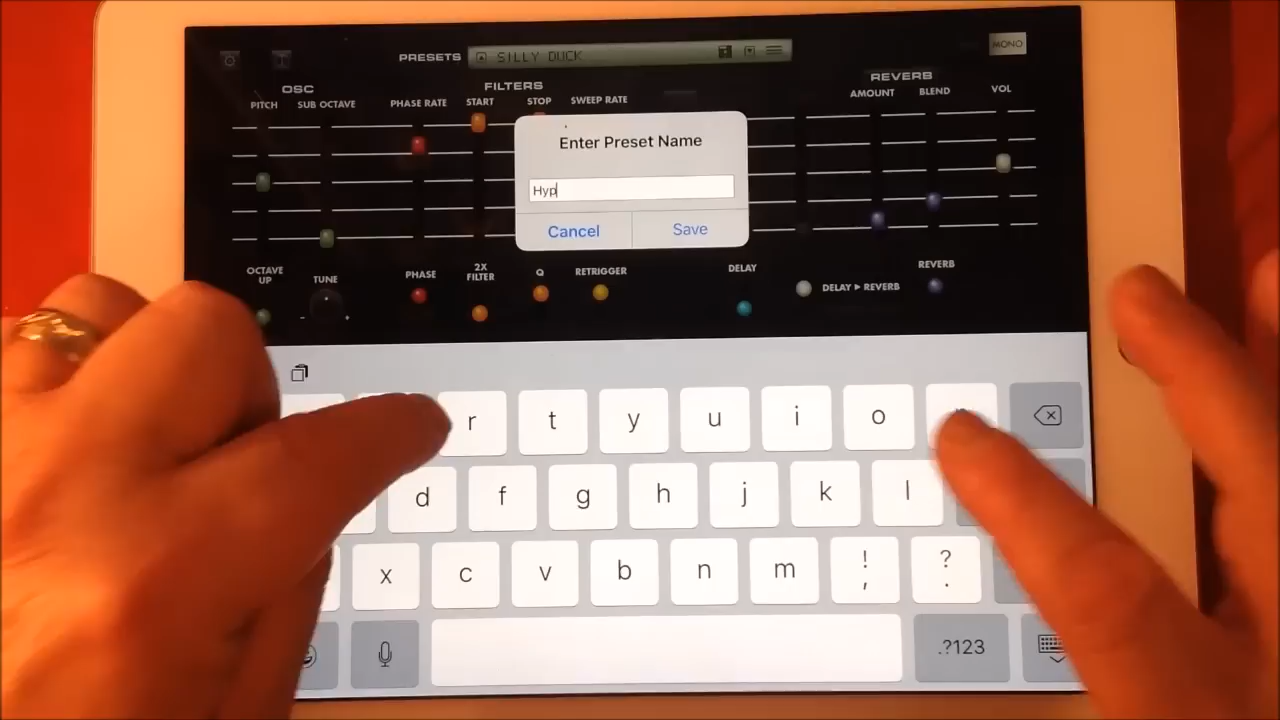 PRESETS SILLY DUCK
MONO
OSC
FILTERS
REVERB
PITCH SUB OCTAVE PHASE RATE START STOP SWEEP RATE AMOUNT BLEND VOL
Enter Preset Name
Hyp
Cancel Save
OCTAVE UP TUNE PHASE 2X FILTER Q RETRIGGER DELAY DELAY ▶ REVERB REVERB
r t y u i o
d f g h j k l
x c v b n m ! , ? .
.?123